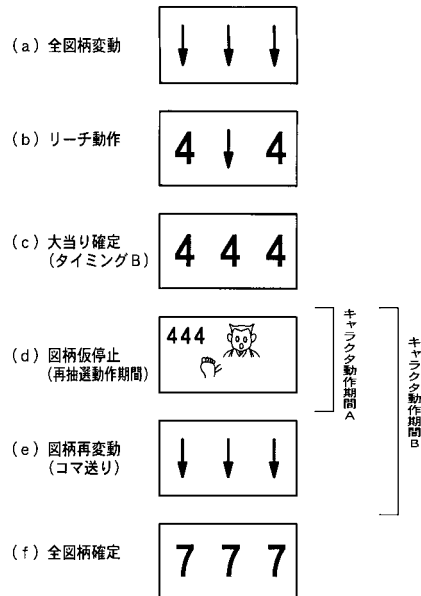 (a) 全図柄変動
↓ ↓ ↓
(b) リーチ動作
4 ↓ 4
(c) 大当り確定
(タイミングB)
4 4 4
(d) 図柄仮停止
(再抽選動作期間)
444
キャラクタ動作期間A
キャラクタ動作期間B
(e) 図柄再変動
(コマ送り)
↓ ↓ ↓
(f) 全図柄確定
7 7 7